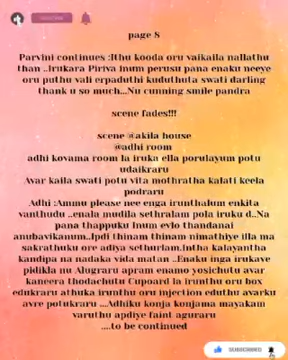 page 8
Parvini continues :Ithu kooda oru vaikaila nallathu
than ..irukara Piriva Inum perusu pana enaku neeye
oru puthu vali erpaduthi kuduthuta swati darling
thank u so much...Nu cunning smile pandra
scene fades!!!
scene @akila house
@adhi room
adhi kovama room la iruka ella porulayum potu
udaikraru
Avar kaila swati potu vita mothratha kalati keela
podraru
Adhi :Ammu please nee enga irunthalum enkita
vanthudu ..enala mudila sethralam pola iruku d..Na
pana thappuku Inum evlo thandanai
anubavikanum..Ipdi thinam thinam nimathiye illa ma
sakrathuku ore adiya sethurlam.Intha kalayantha
kandipa na nadaka vida matan ..Enaku inga irukave
pidikla nu Alugraru apram enamo yosichutu avar
kaneera thodachutu Cupoard la irunthu oru box
edukraru athuka irunthu oru injection eduthu avarku
avre potukraru ....Adhiku konja konjama mayakam
varuthu apdiye faint aguraru
....to be continued
SUBSCRIBED